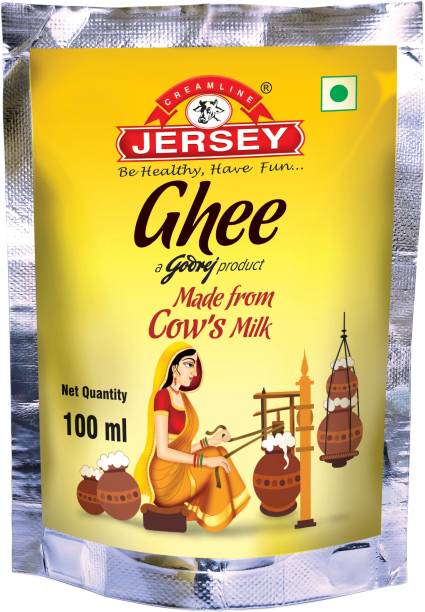 CREAMLINE ®
JERSEY
Be Healthy, Have Fun...
Ghee
a Godrej product
Made from
Cow's Milk
Net Quantity
100 ml